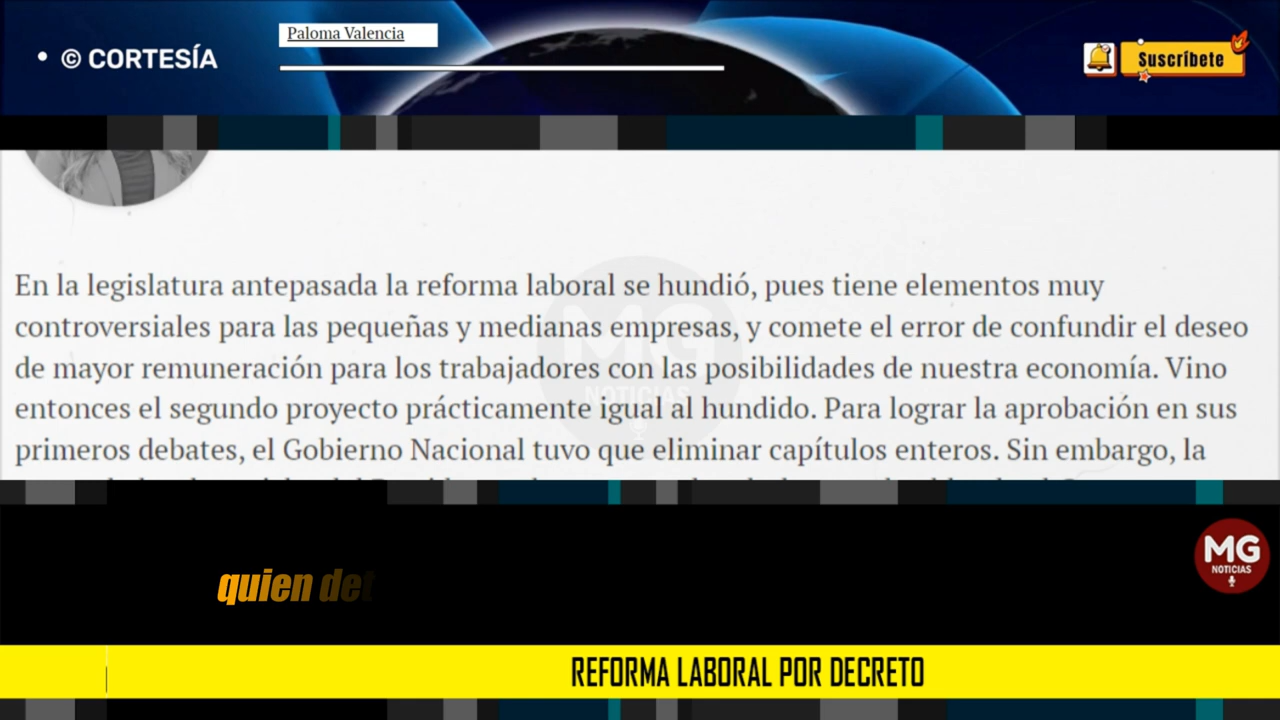 Paloma Valencia
• © CORTESÍA
Suscríbete
En la legislatura antepasada la reforma laboral se hundió, pues tiene elementos muy
controversiales para las pequeñas y medianas empresas, y comete el error de confundir el deseo
de mayor remuneración para los trabajadores con las posibilidades de nuestra economía. Vino
entonces el segundo proyecto prácticamente igual al hundido. Para lograr la aprobación en sus
primeros debates, el Gobierno Nacional tuvo que eliminar capítulos enteros. Sin embargo, la
MG
NOTICIAS
quien det
MG
NOTICIAS
REFORMA LABORAL POR DECRETO